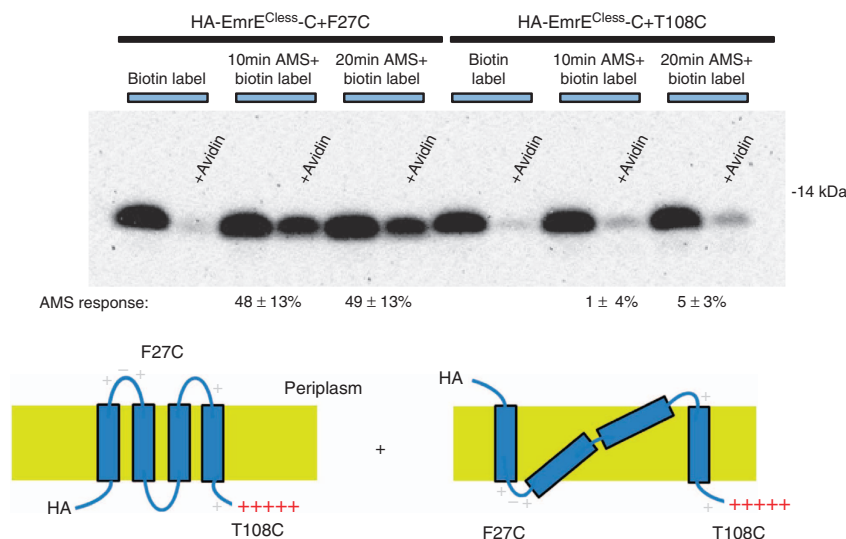 HA-EmrE^Cless-C+F27C HA-EmrE^Cless-C+T108C
Biotin label
10min AMS+
biotin label
20min AMS+
biotin label
Biotin
label
10min AMS+
biotin label
20min AMS+
biotin label
+Avidin +Avidin +Avidin +Avidin +Avidin +Avidin
-14 kDa
AMS response: 48 ± 13% 49 ± 13% 1 ± 4% 5 ± 3%
F27C
+ − + +
HA
Periplasm
HA
+
+
HA
+ +++++
T108C
+ − +
+ +++++
F27C
T108C